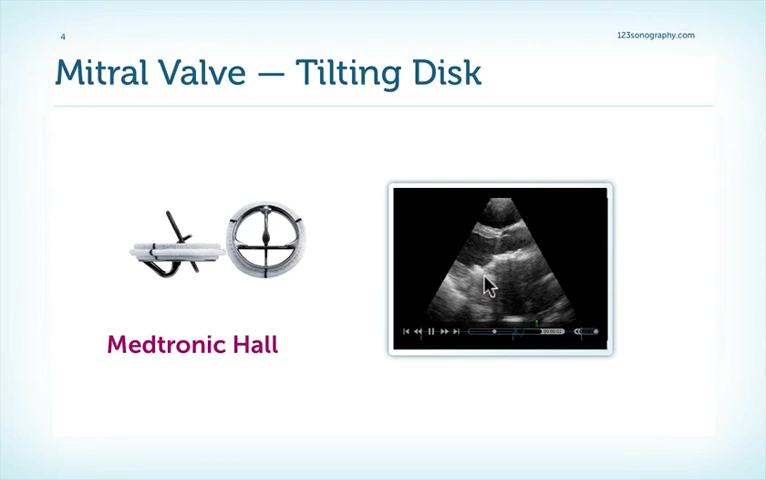 4
123sonography.com
Mitral Valve — Tilting Disk
Medtronic Hall